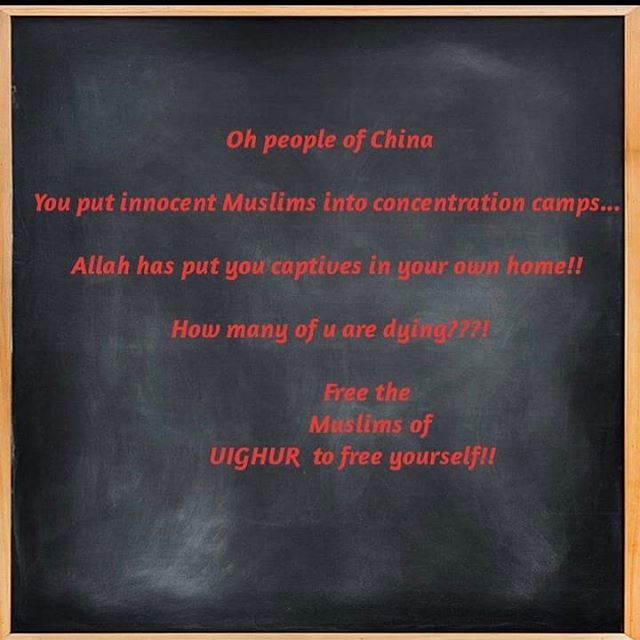 Oh people of China
You put innocent Muslims into concentration camps...
Allah has put you captives in your own home!!
How many of u are dying???!
Free the
Muslims of
UIGHUR to free yourself!!